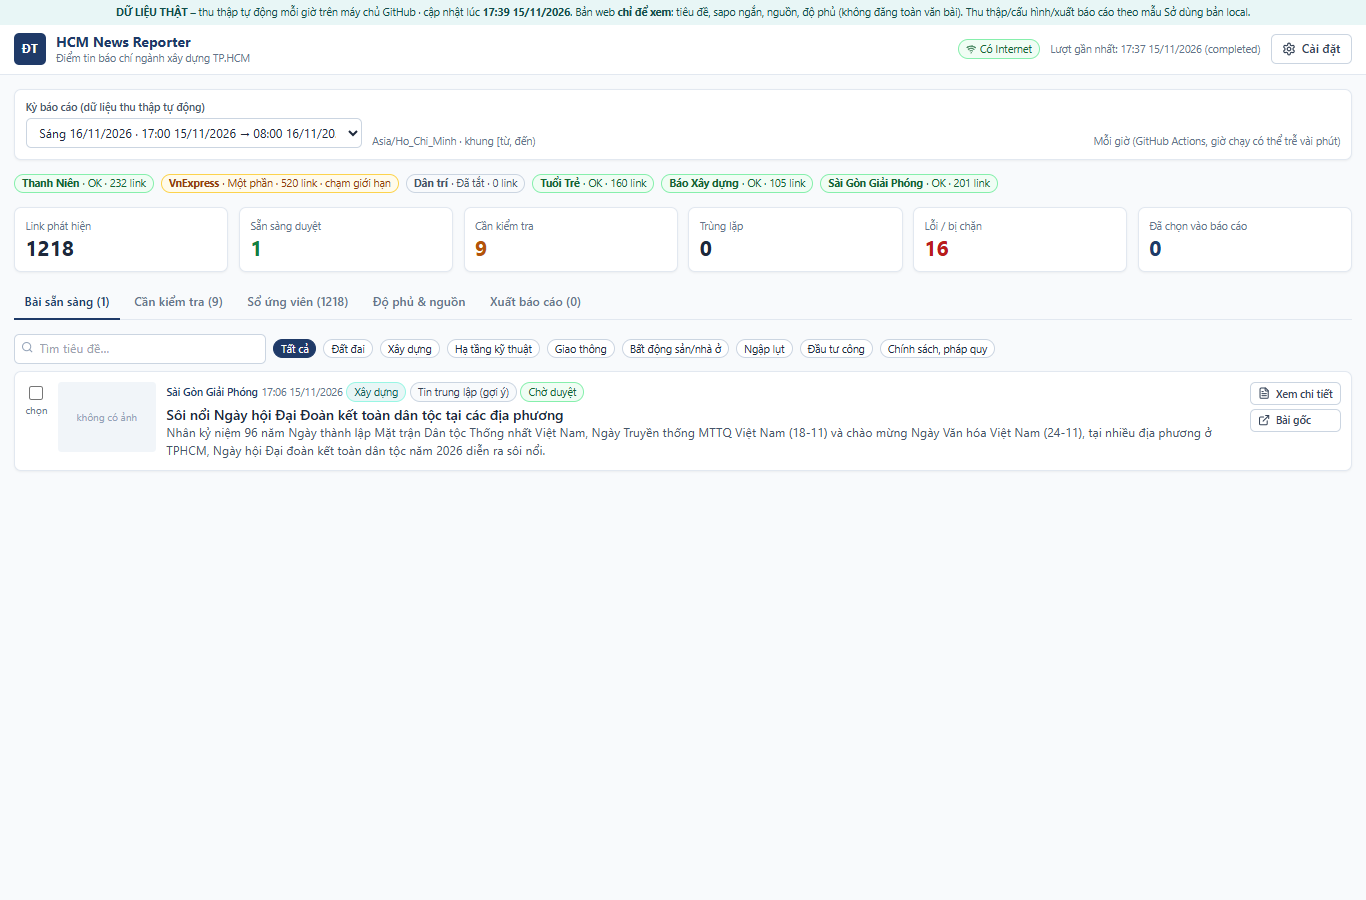 DỮ LIỆU THẬT – thu thập tự động mỗi giờ trên máy chủ GitHub · cập nhật lúc 17:39 15/11/2026. Bản web chỉ để xem: tiêu đề, sapo ngắn, nguồn, độ phủ (không đăng toàn văn bài). Thu thập/cấu hình/xuất báo cáo theo mẫu Sở dùng bản local.
ĐT
HCM News Reporter
Điểm tin báo chí ngành xây dựng TP.HCM
Có Internet
Lượt gần nhất: 17:37 15/11/2026 (completed)
Cài đặt
Kỳ báo cáo (dữ liệu thu thập tự động)
Sáng 16/11/2026 · 17:00 15/11/2026 → 08:00 16/11/20
Asia/Ho_Chi_Minh · khung [từ, đến)
Mỗi giờ (GitHub Actions, giờ chạy có thể trễ vài phút)
Thanh Niên · OK · 232 link
VnExpress · Một phần · 520 link · chạm giới hạn
Dân trí · Đã tắt · 0 link
Tuổi Trẻ · OK · 160 link
Báo Xây dựng · OK · 105 link
Sài Gòn Giải Phóng · OK · 201 link
Link phát hiện
1218
Sẵn sàng duyệt
1
Cần kiểm tra
9
Trùng lặp
0
Lỗi / bị chặn
16
Đã chọn vào báo cáo
0
Bài sẵn sàng (1)
Cần kiểm tra (9)
Sổ ứng viên (1218)
Độ phủ & nguồn
Xuất báo cáo (0)
Tìm tiêu đề...
Tất cả
Đất đai
Xây dựng
Hạ tầng kỹ thuật
Giao thông
Bất động sản/nhà ở
Ngập lụt
Đầu tư công
Chính sách, pháp quy
chọn
không có ảnh
Sài Gòn Giải Phóng 17:06 15/11/2026 Xây dựng Tin trung lập (gợi ý) Chờ duyệt
Sôi nổi Ngày hội Đại Đoàn kết toàn dân tộc tại các địa phương
Nhân kỷ niệm 96 năm Ngày thành lập Mặt trận Dân tộc Thống nhất Việt Nam, Ngày Truyền thống MTTQ Việt Nam (18-11) và chào mừng Ngày Văn hóa Việt Nam (24-11), tại nhiều địa phương ở
TPHCM, Ngày hội Đại đoàn kết toàn dân tộc năm 2026 diễn ra sôi nổi.
Xem chi tiết
Bài gốc